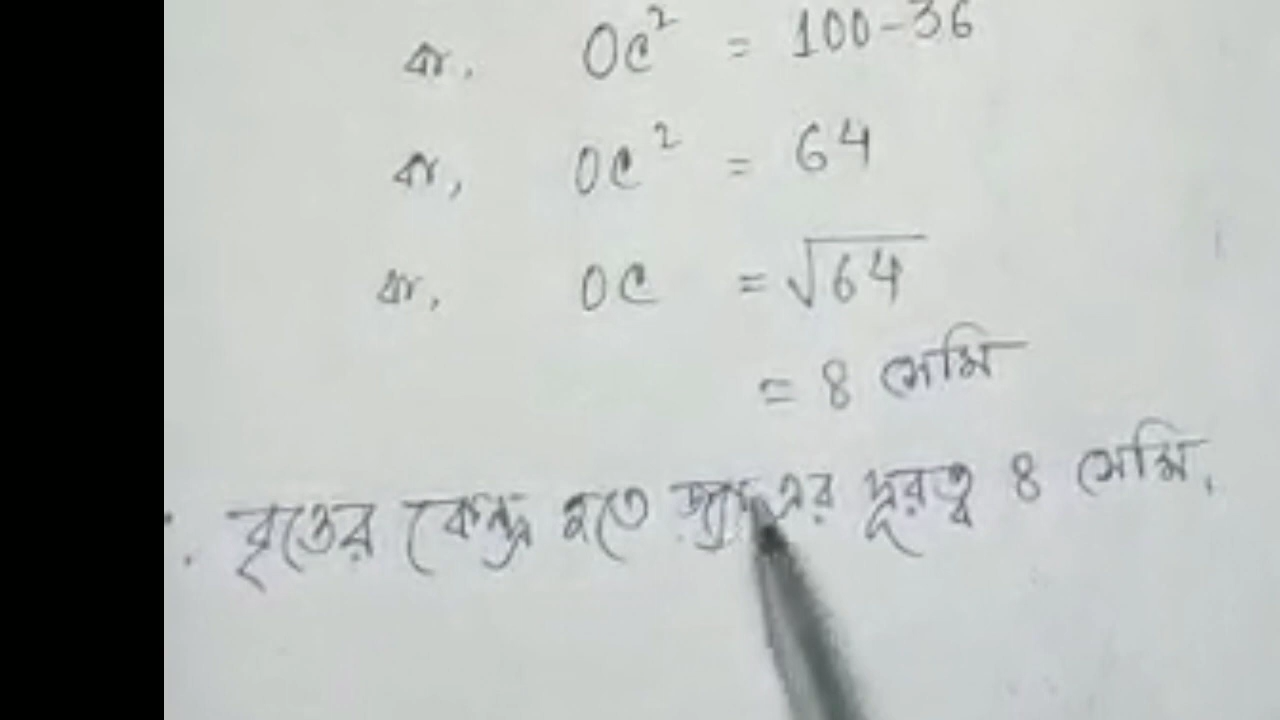 বা, OC² = 100-36
বা, OC² = 64
বা, OC = √64
= 8 সেমি
∴ বৃত্তের কেন্দ্র হতে জ্যা এর দূরত্ব 8 সেমি.